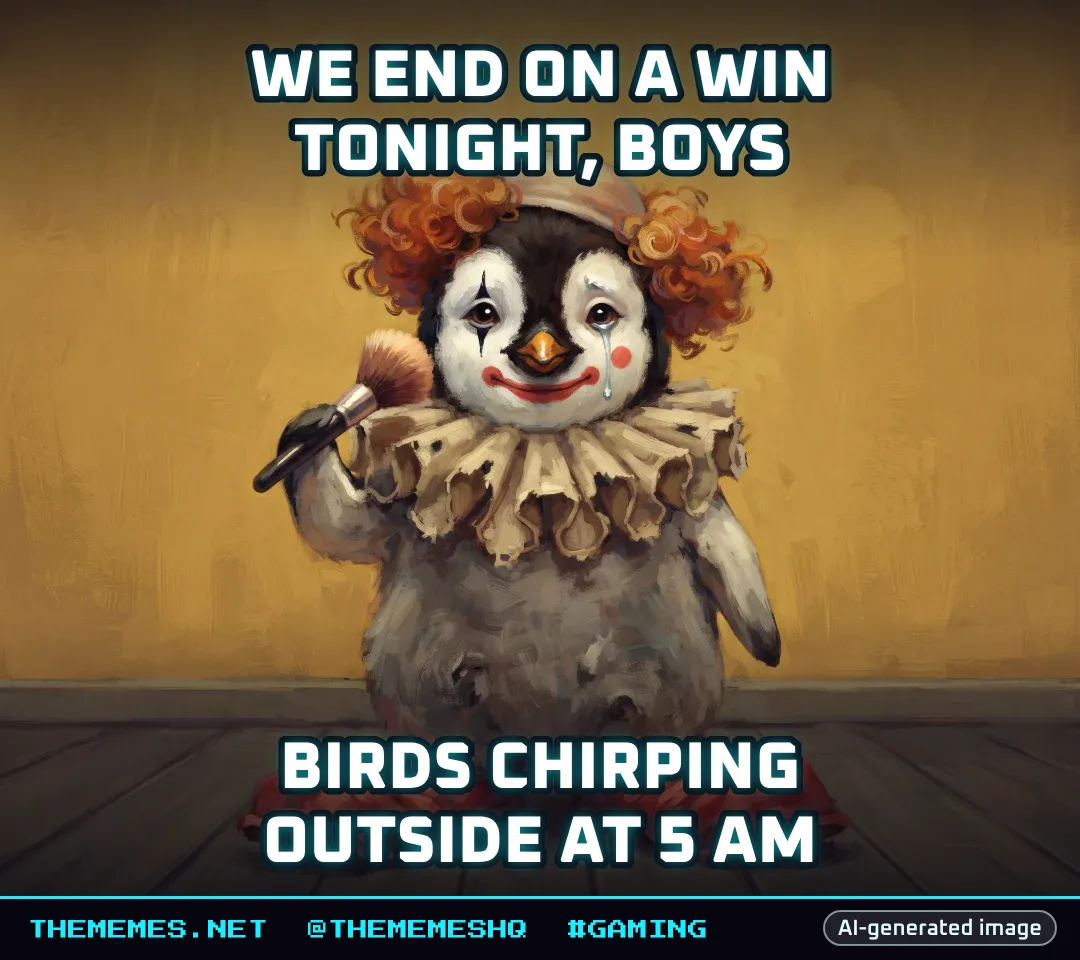 WE END ON A WIN
TONIGHT, BOYS
BIRDS CHIRPING
OUTSIDE AT 5 AM
THEMEMES.NET @THEMEMESHQ #GAMING AI-generated image